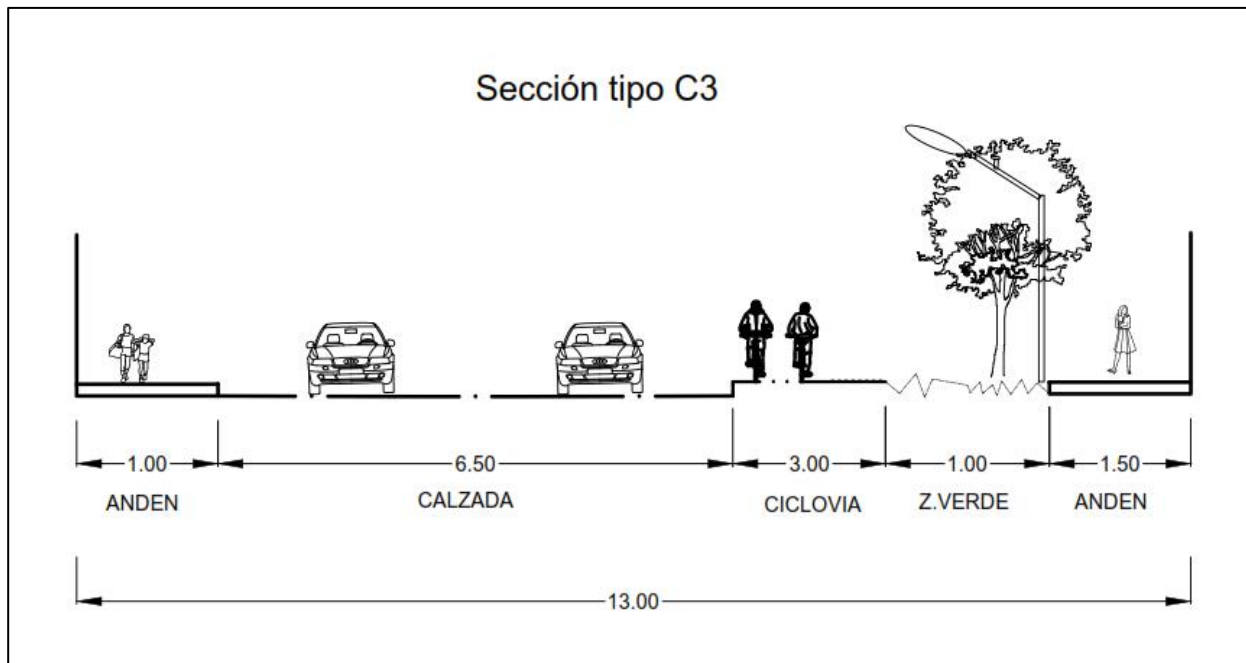 Sección tipo C3
1.00 6.50 3.00 1.00 1.50
ANDEN CALZADA CICLOVIA Z.VERDE ANDEN
13.00